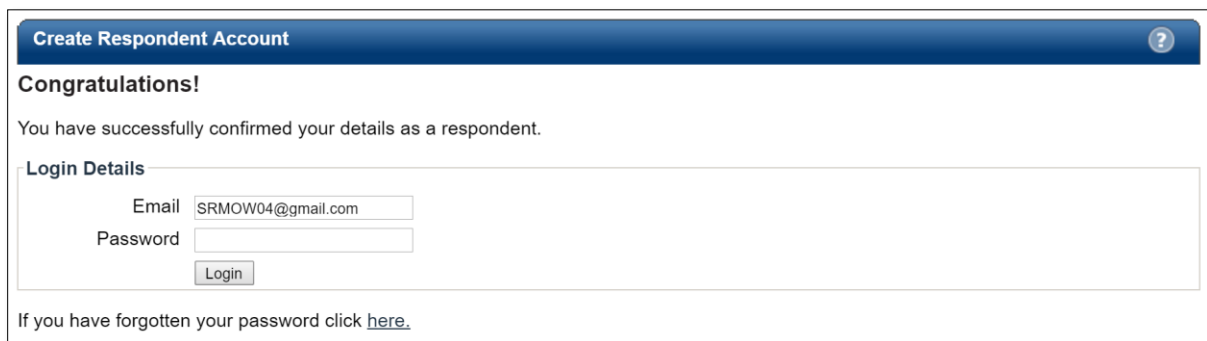 Create Respondent Account
?
Congratulations!
You have successfully confirmed your details as a respondent.
Login Details
Email SRMOW04@gmail.com
Password
Login
If you have forgotten your password click here.